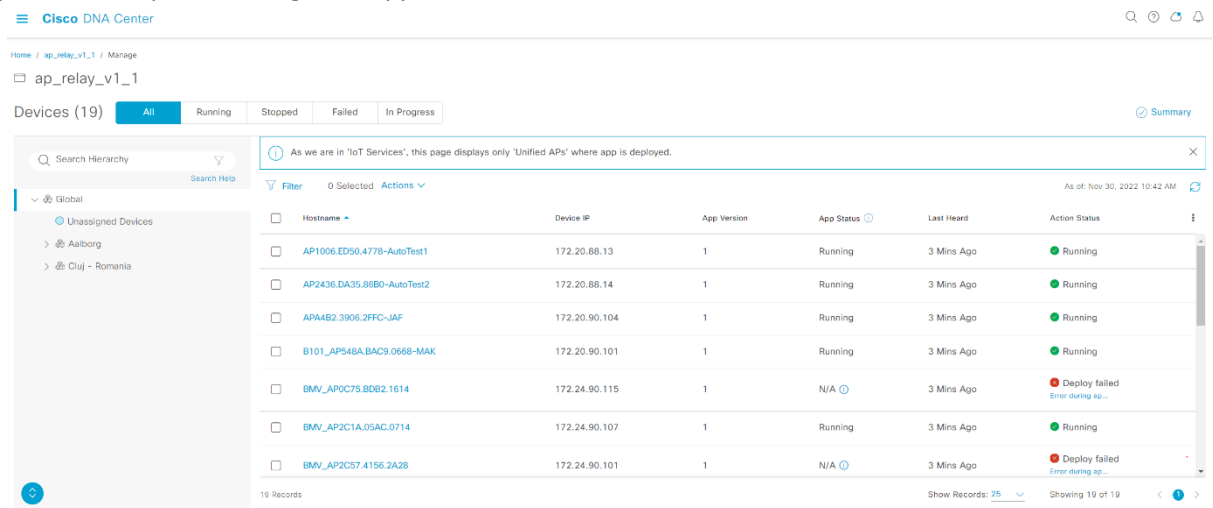 Cisco DNA Center
Home / ap_relay_v1_1 / Manage
ap_relay_v1_1
Devices (19) All Running Stopped Failed In Progress Summary
Search Hierarchy
Search Help
Global
Unassigned Devices
Aalborg
Cluj - Romania
As we are in 'IoT Services', this page displays only 'Unified APs' where app is deployed.
Filter 0 Selected Actions As of: Nov 30, 2022 10:42 AM
Hostname Device IP App Version App Status Last Heard Action Status
AP1006.ED50.4778-AutoTest1 172.20.88.13 1 Running 3 Mins Ago Running
AP2436.DA35.86B0-AutoTest2 172.20.88.14 1 Running 3 Mins Ago Running
APA4B2.3906.2FFC-JAF 172.20.90.104 1 Running 3 Mins Ago Running
B101_AP548A.BAC9.0668-MAK 172.20.90.101 1 Running 3 Mins Ago Running
BMV_AP0C75.BDB2.1614 172.24.90.115 1 N/A 3 Mins Ago Deploy failed
Error during ap...
BMV_AP2C1A.05AC.0714 172.24.90.107 1 Running 3 Mins Ago Running
BMV_AP2C57.4156.2A28 172.24.90.101 1 N/A 3 Mins Ago Deploy failed
Error during ap...
19 Records Show Records: 25 Showing 19 of 19 1